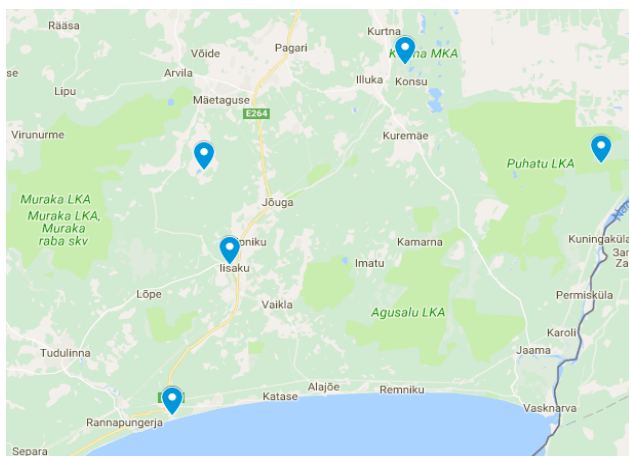 Rääsa
Kurtna
Pagari
Võide
MKA
Arvila
Illuka
Konsu
Lipu
Mäetaguse
E264
Virunurme
Kuremäe
Puhatu LKA
Muraka LKA
Muraka LKA,
Muraka
raba skv
Jõuga
Kuningaküla
Kamarna
Iisaku
Imatu
Lõpe
Permisküla
Vaikla
Agusalu LKA
Karoli
Tudulinna
Jaama
Alajõe
Remniku
Katase
Vasknarva
Rannapungerja
Separa